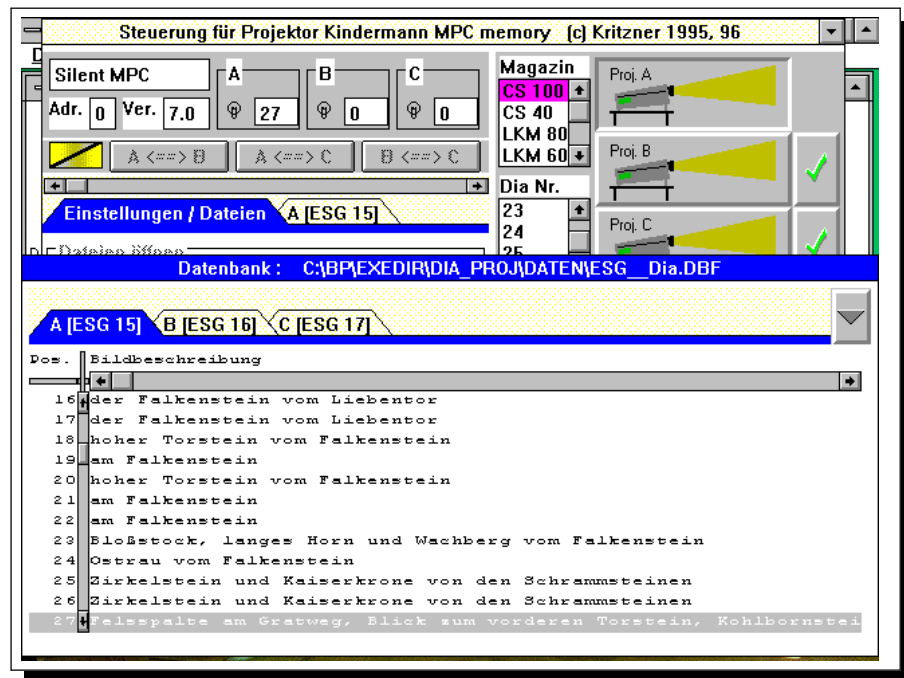 Steuerung für Projektor Kindermann MPC memory (c) Kritzner 1995, 96
Silent MPC
A
B
C
Adr. 0 Ver. 7.0
27
0
0
A <==> B
A <==> C
B <==> C
Magazin
CS 100
CS 40
LKM 80
LKM 60
Dia Nr.
23
24
25
Proj. A
Proj. B
Proj. C
Einstellungen / Dateien
A [ESG 15]
Dateien öffnen
Datenbank : C:\BP\EXEDIR\DIA_PROJ\DATEN\ESG__Dia.DBF
A [ESG 15]
B [ESG 16]
C [ESG 17]
Pos. Bildbeschreibung
16 der Falkenstein vom Liebentor
17 der Falkenstein vom Liebentor
18 hoher Torstein vom Falkenstein
19 am Falkenstein
20 hoher Torstein vom Falkenstein
21 am Falkenstein
22 am Falkenstein
23 Bloßstock, langes Horn und Wachberg vom Falkenstein
24 Ostrau vom Falkenstein
25 Zirkelstein und Kaiserkrone von den Schrammsteinen
26 Zirkelstein und Kaiserkrone von den Schrammsteinen
27 Felsspalte am Gratweg, Blick zum vorderen Torstein, Kohlbornstei